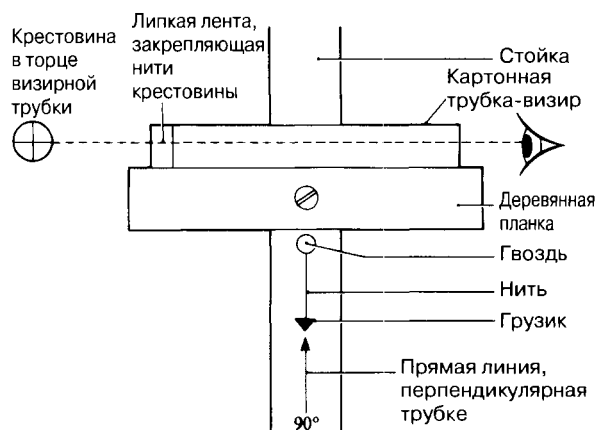 Крестовина
в торце
визирной
трубки
Липкая лента,
закрепляющая
нити
крестовины
Стойка
Картонная
трубка-визир
Деревянная
планка
Гвоздь
Нить
Грузик
Прямая линия,
перпендикулярная
трубке
90°